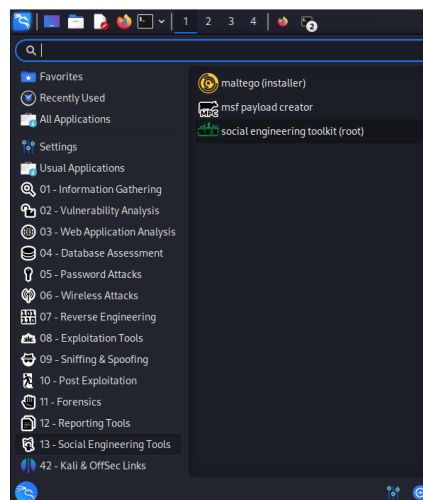 1 2 3 4 2
Favorites
Recently Used
All Applications
Settings
Usual Applications
01 - Information Gathering
02 - Vulnerability Analysis
03 - Web Application Analysis
04 - Database Assessment
05 - Password Attacks
06 - Wireless Attacks
07 - Reverse Engineering
08 - Exploitation Tools
09 - Sniffing & Spoofing
10 - Post Exploitation
11 - Forensics
12 - Reporting Tools
13 - Social Engineering Tools
42 - Kali & OffSec Links
maltego (installer)
MPC
msf payload creator
social engineering toolkit (root)